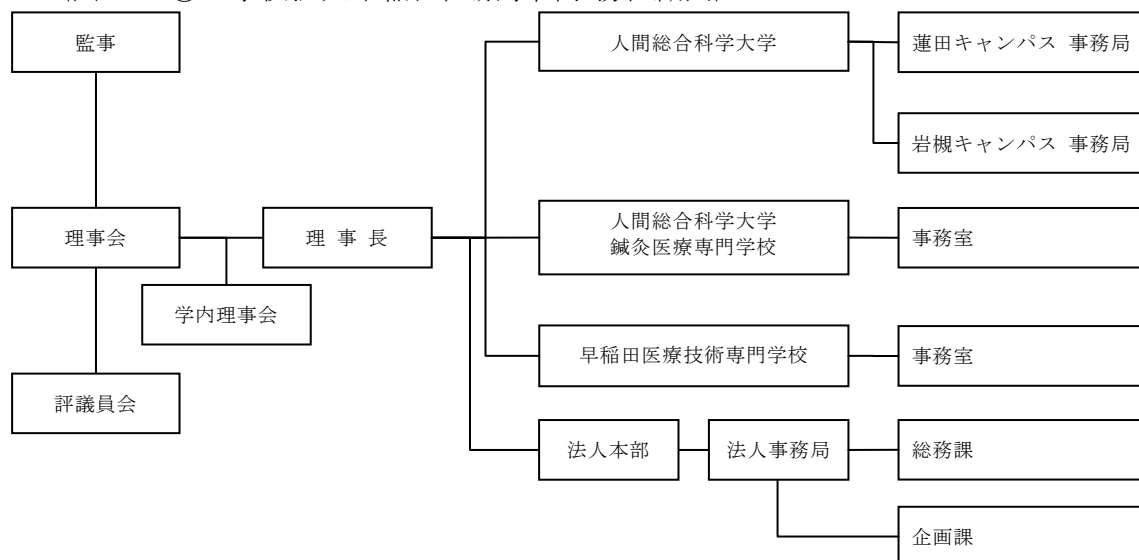 監事
人間総合科学大学
蓮田キャンパス 事務局
岩槻キャンパス 事務局
理事会
理 事 長
人間総合科学大学
鍼灸医療専門学校
事務室
学内理事会
早稲田医療技術専門学校
事務室
評議員会
法人本部
法人事務局
総務課
企画課